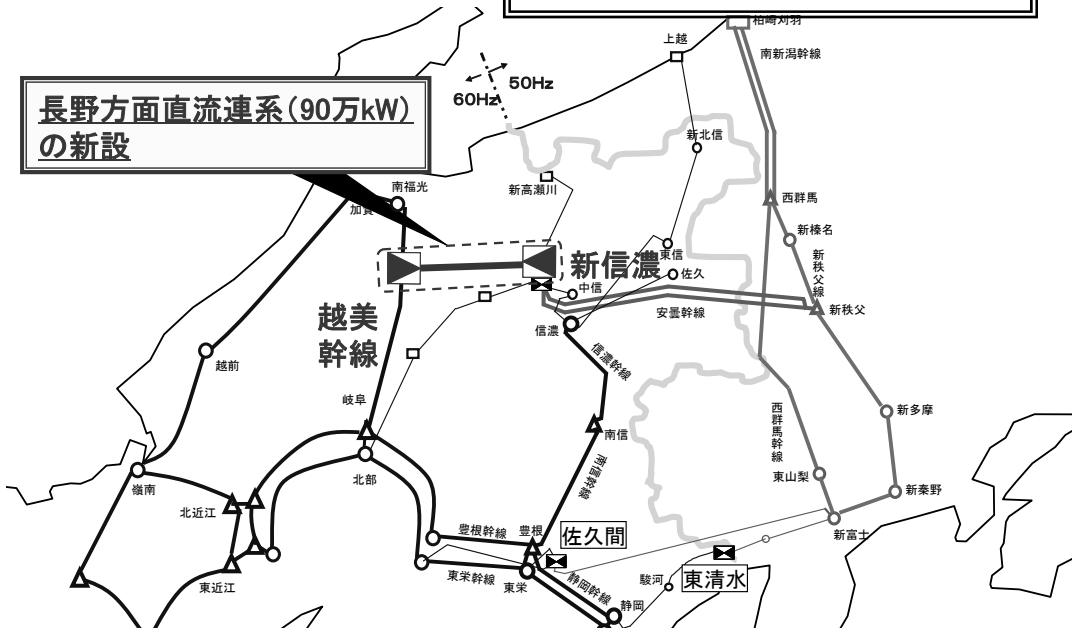 柏崎刈羽
上越
南新潟幹線
50Hz
60Hz
長野方面直流連系（90万kW）
の新設
新北信
南福光
加賀
新高瀬川
西群馬
新榛名
東信
新信濃
佐久
新秩父線
中信
越美
幹線
安曇幹線
新秩父
信濃
信濃幹線
越前
岐阜
西群馬幹線
新多摩
南信
北部
南信幹線
東山梨
嶺南
新秦野
北近江
豊根幹線
豊根
佐久間
新富士
東栄幹線
東栄
静岡幹線
駿河
東清水
東近江
静岡